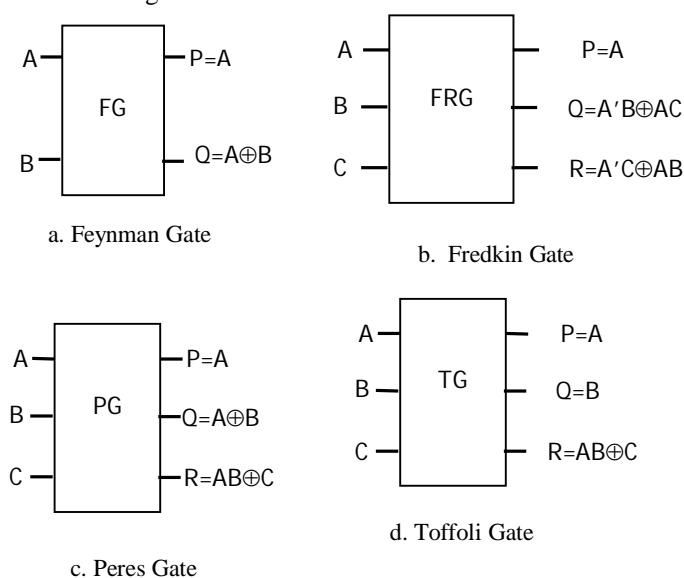 A
P=A
FG
B
Q=A⊕B
a. Feynman Gate
A
P=A
FRG
B
Q=A′B⊕AC
C
R=A′C⊕AB
b. Fredkin Gate
A
P=A
PG
B
Q=A⊕B
C
R=AB⊕C
c. Peres Gate
A
P=A
TG
B
Q=B
C
R=AB⊕C
d. Toffoli Gate